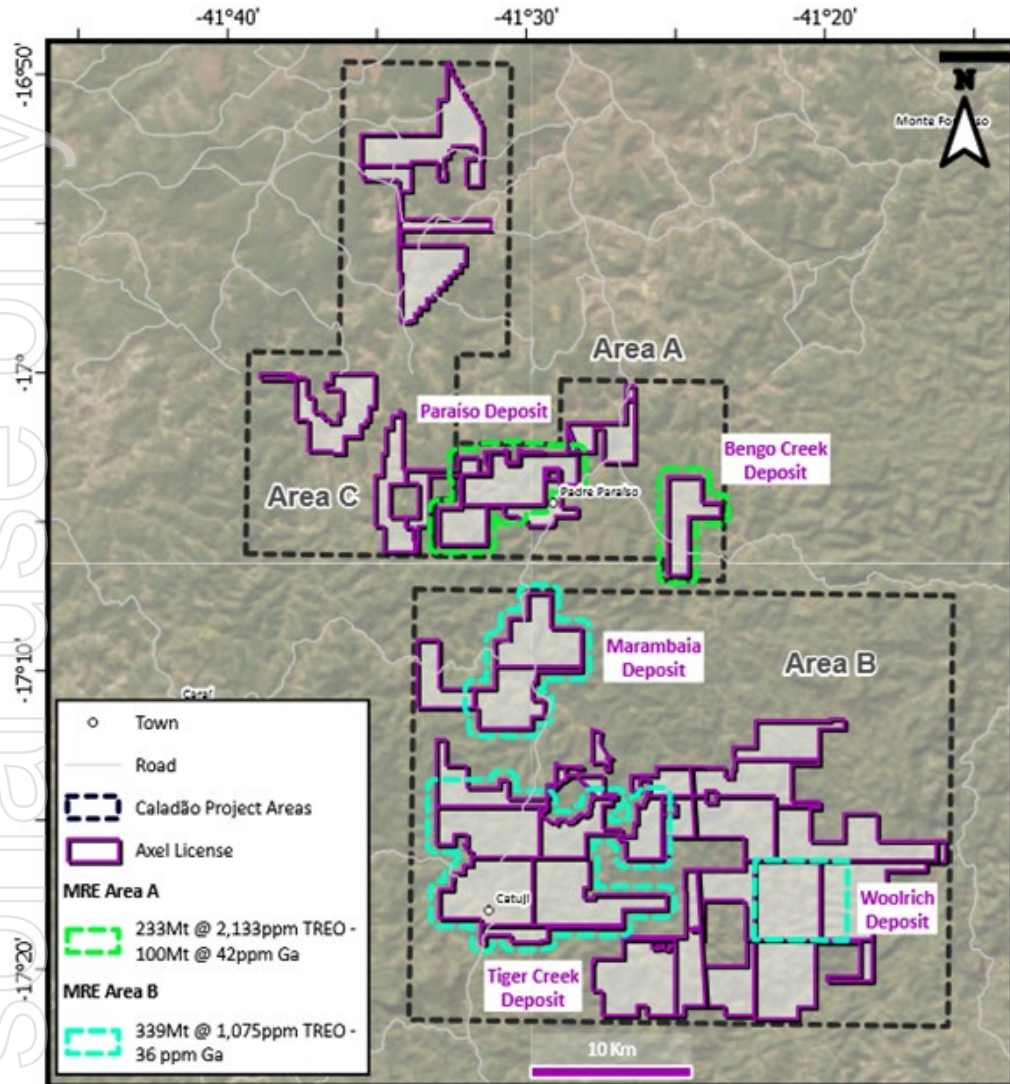 -41°40'
-41°30'
-41°20'
-16°50'
N
-17°
Area A
Paraíso Deposit
Bengo Creek
Deposit
Area C
Padre Paraíso
Marambaia
Deposit
Area B
-17°10'
Caraí
Town
Road
Caladão Project Areas
Axel License
MRE Area A
233Mt @ 2,133ppm TREO -
100Mt @ 42ppm Ga
MRE Area B
339Mt @ 1,075ppm TREO -
36 ppm Ga
Catuji
Woolrich
Deposit
-17°20'
Tiger Creek
Deposit
10 Km